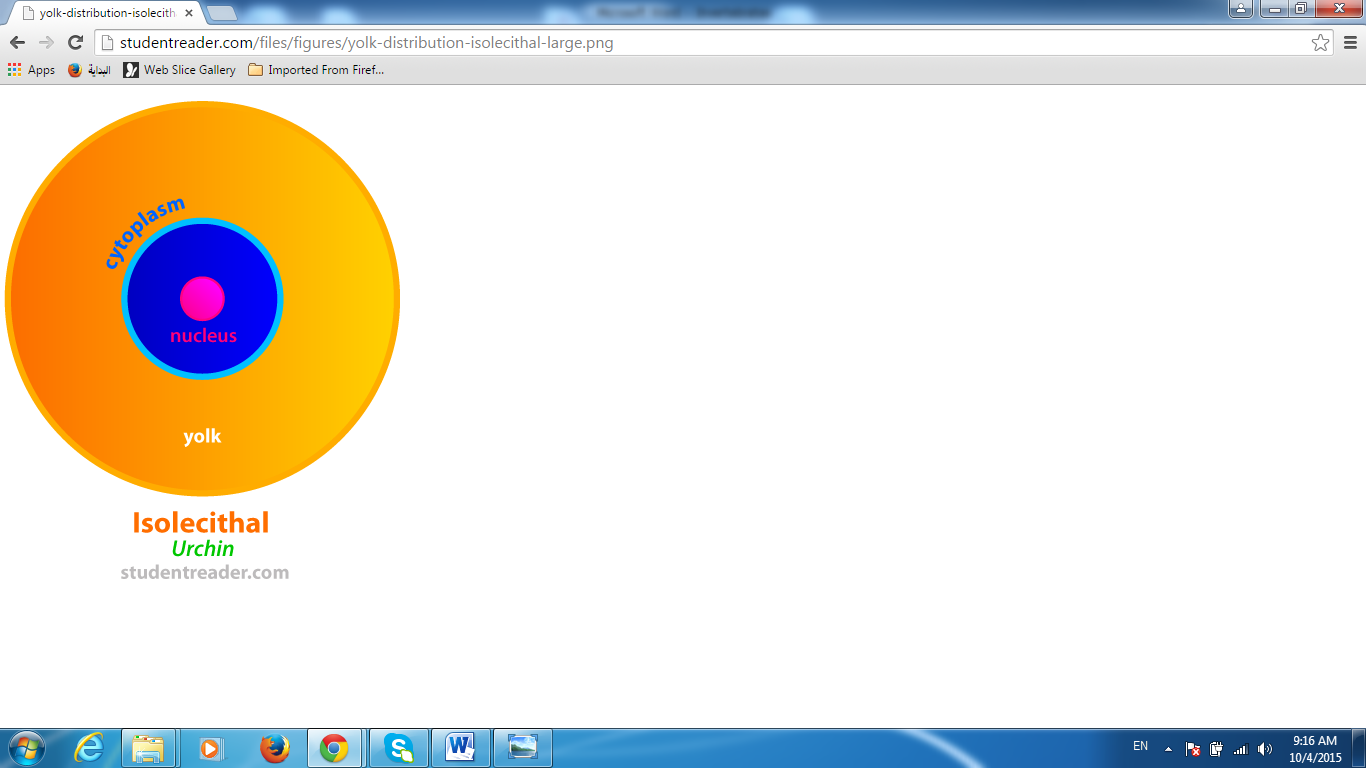 yolk-distribution-isolecith
studentreader.com/files/figures/yolk-distribution-isolecithal-large.png
Apps البداية Web Slice Gallery Imported From Firef...
cytoplasm
nucleus
yolk
Isolecithal
Urchin
studentreader.com
EN
9:16 AM
10/4/2015